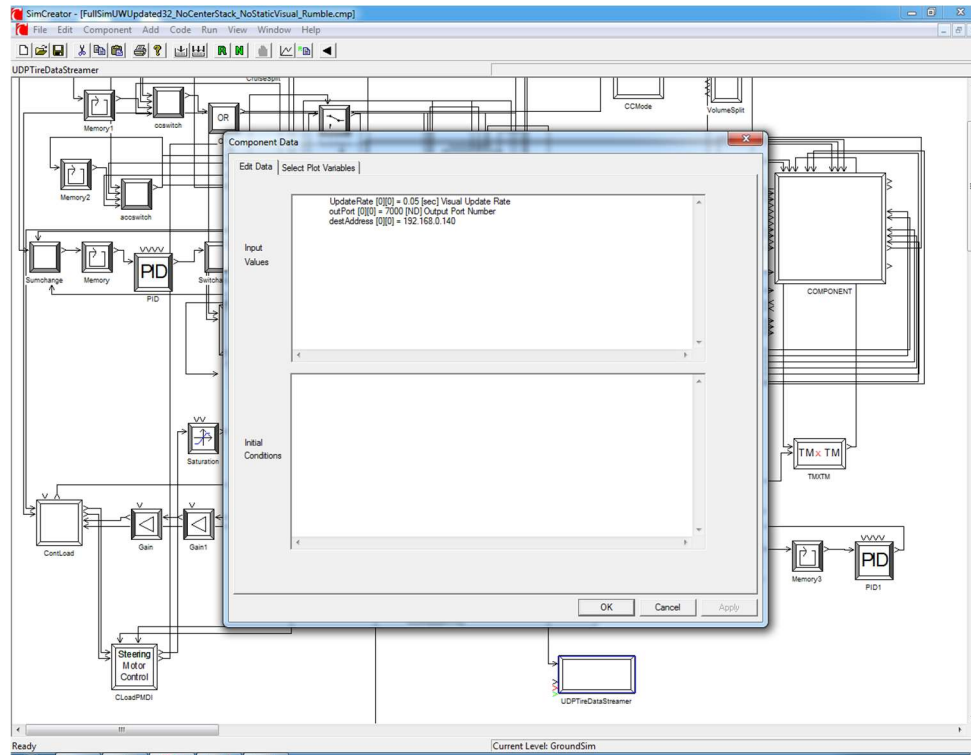 SimCreator - [FullSimUWUpdated32_NoCenterStack_NoStaticVisual_Rumble.cmp]
File Edit Component Add Code Run View Window Help
UDPTireDataStreamer
CCMode
VolumeSplit
Memory1
ccswitch
OR
Component Data
Edit Data
Select Plot Variables
UpdateRate [0][0] = 0.05 [sec] Visual Update Rate
outPort [0][0] = 7000 [ND] Output Port Number
destAddress [0][0] = 192.168.0.140
Input
Values
Initial
Conditions
OK
Cancel
Apply
Memory2
accswitch
Sumchange
Memory
PID
PID
COMPONENT
Saturation
TMx TM
TMXTM
ContLoad
Gain
Gain1
Memory3
PID
PID1
Steering
Motor
Control
CLoadPMDI
UDPTireDataStreamer
Ready
Current Level: GroundSim